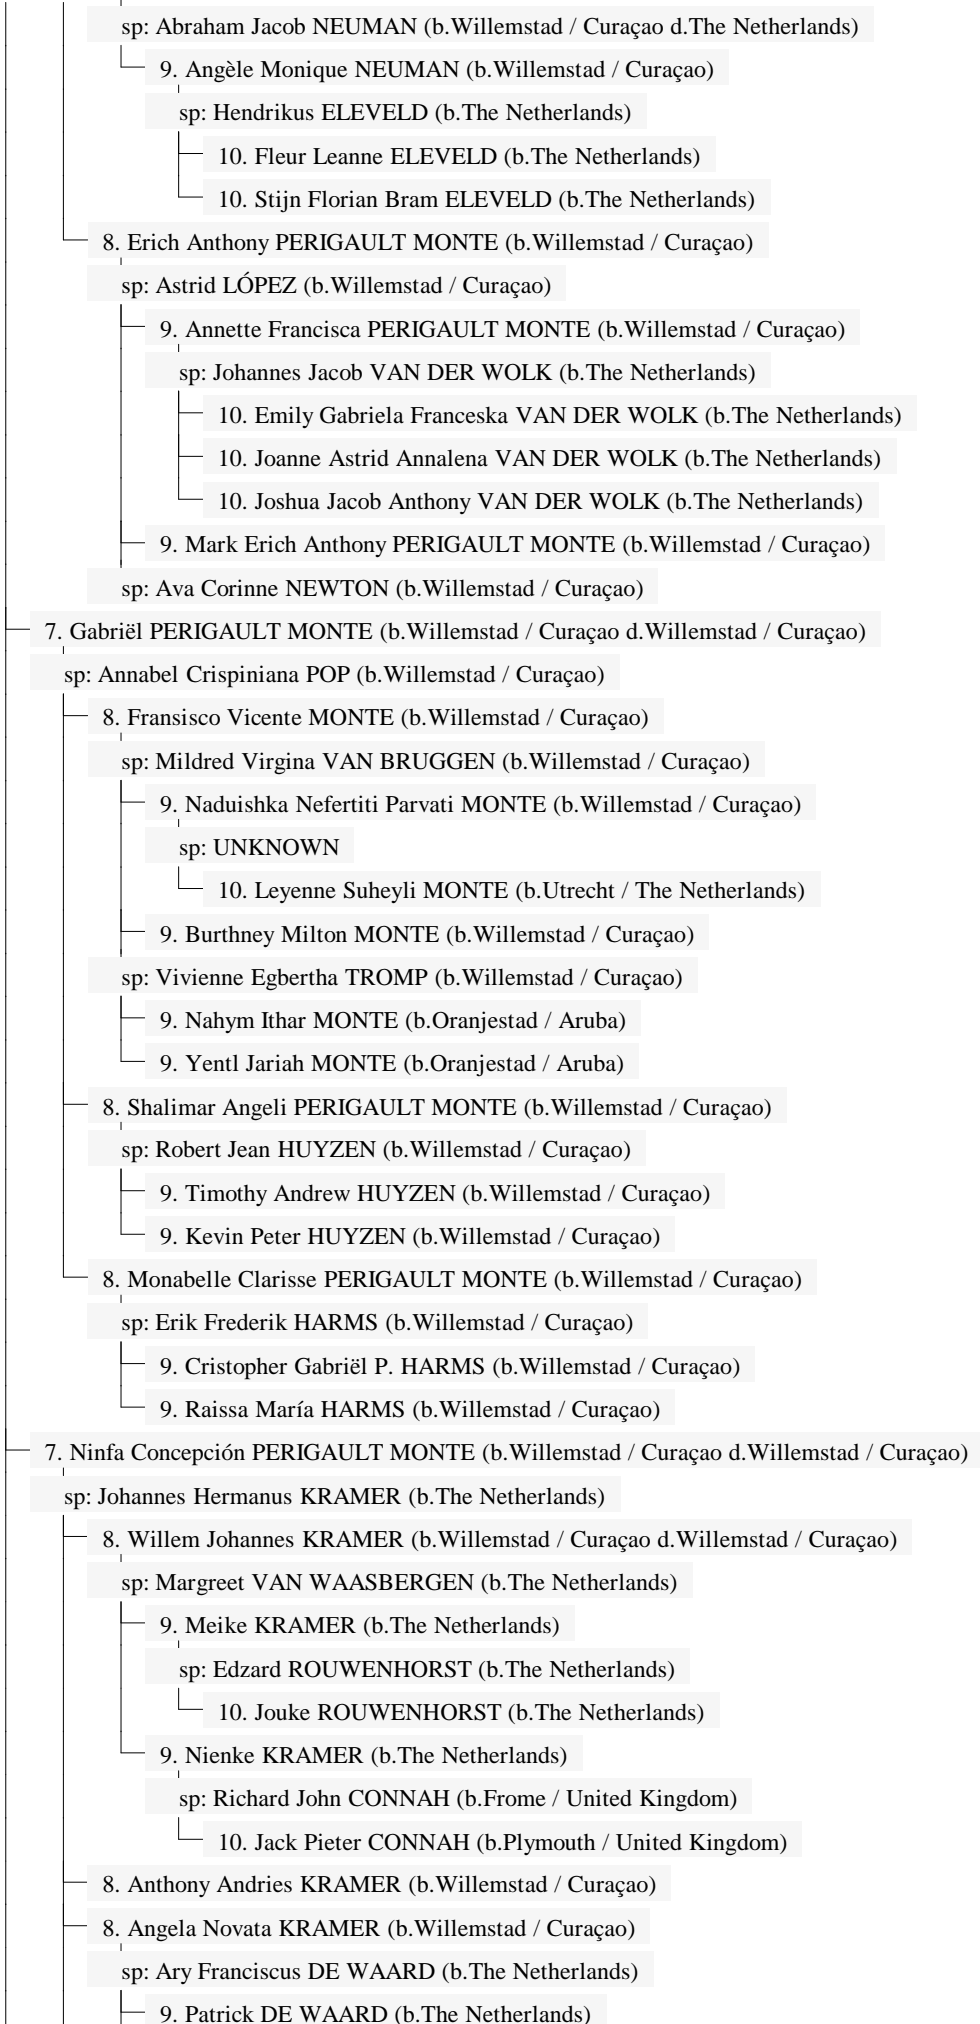 sp: Abraham Jacob NEUMAN (b.Willemstad / Curaçao d.The Netherlands)
9. Angèle Monique NEUMAN (b.Willemstad / Curaçao)
sp: Hendrikus ELEVELD (b.The Netherlands)
10. Fleur Leanne ELEVELD (b.The Netherlands)
10. Stijn Florian Bram ELEVELD (b.The Netherlands)
8. Erich Anthony PERIGAULT MONTE (b.Willemstad / Curaçao)
sp: Astrid LÓPEZ (b.Willemstad / Curaçao)
9. Annette Francisca PERIGAULT MONTE (b.Willemstad / Curaçao)
sp: Johannes Jacob VAN DER WOLK (b.The Netherlands)
10. Emily Gabriela Franceska VAN DER WOLK (b.The Netherlands)
10. Joanne Astrid Annalena VAN DER WOLK (b.The Netherlands)
10. Joshua Jacob Anthony VAN DER WOLK (b.The Netherlands)
9. Mark Erich Anthony PERIGAULT MONTE (b.Willemstad / Curaçao)
sp: Ava Corinne NEWTON (b.Willemstad / Curaçao)
7. Gabriël PERIGAULT MONTE (b.Willemstad / Curaçao d.Willemstad / Curaçao)
sp: Annabel Crispiniana POP (b.Willemstad / Curaçao)
8. Fransisco Vicente MONTE (b.Willemstad / Curaçao)
sp: Mildred Virgina VAN BRUGGEN (b.Willemstad / Curaçao)
9. Naduishka Nefertiti Parvati MONTE (b.Willemstad / Curaçao)
sp: UNKNOWN
10. Leyenne Suheyli MONTE (b.Utrecht / The Netherlands)
9. Burthney Milton MONTE (b.Willemstad / Curaçao)
sp: Vivienne Egbertha TROMP (b.Willemstad / Curaçao)
9. Nahym Ithar MONTE (b.Oranjestad / Aruba)
9. Yentl Jariah MONTE (b.Oranjestad / Aruba)
8. Shalimar Angeli PERIGAULT MONTE (b.Willemstad / Curaçao)
sp: Robert Jean HUYZEN (b.Willemstad / Curaçao)
9. Timothy Andrew HUYZEN (b.Willemstad / Curaçao)
9. Kevin Peter HUYZEN (b.Willemstad / Curaçao)
8. Monabelle Clarisse PERIGAULT MONTE (b.Willemstad / Curaçao)
sp: Erik Frederik HARMS (b.Willemstad / Curaçao)
9. Cristopher Gabriël P. HARMS (b.Willemstad / Curaçao)
9. Raissa María HARMS (b.Willemstad / Curaçao)
7. Ninfa Concepción PERIGAULT MONTE (b.Willemstad / Curaçao d.Willemstad / Curaçao)
sp: Johannes Hermanus KRAMER (b.The Netherlands)
8. Willem Johannes KRAMER (b.Willemstad / Curaçao d.Willemstad / Curaçao)
sp: Margreet VAN WAASBERGEN (b.The Netherlands)
9. Meike KRAMER (b.The Netherlands)
sp: Edzard ROUWENHORST (b.The Netherlands)
10. Jouke ROUWENHORST (b.The Netherlands)
9. Nienke KRAMER (b.The Netherlands)
sp: Richard John CONNAH (b.Frome / United Kingdom)
10. Jack Pieter CONNAH (b.Plymouth / United Kingdom)
8. Anthony Andries KRAMER (b.Willemstad / Curaçao)
8. Angela Novata KRAMER (b.Willemstad / Curaçao)
sp: Ary Franciscus DE WAARD (b.The Netherlands)
9. Patrick DE WAARD (b.The Netherlands)